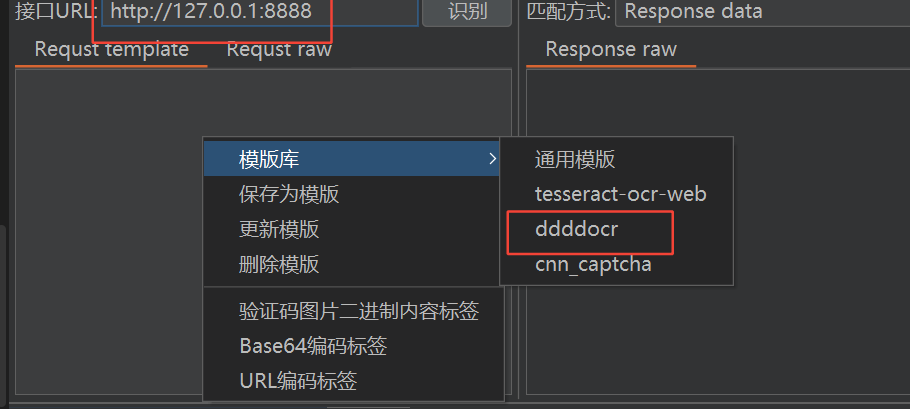 接口URL: http://127.0.0.1:8888 识别 匹配方式: Response data
Requst template Requst raw Response raw
模版库
保存为模版
更新模版
删除模版
验证码图片二进制内容标签
Base64编码标签
URL编码标签
通用模版
tesseract-ocr-web
ddddocr
cnn_captcha